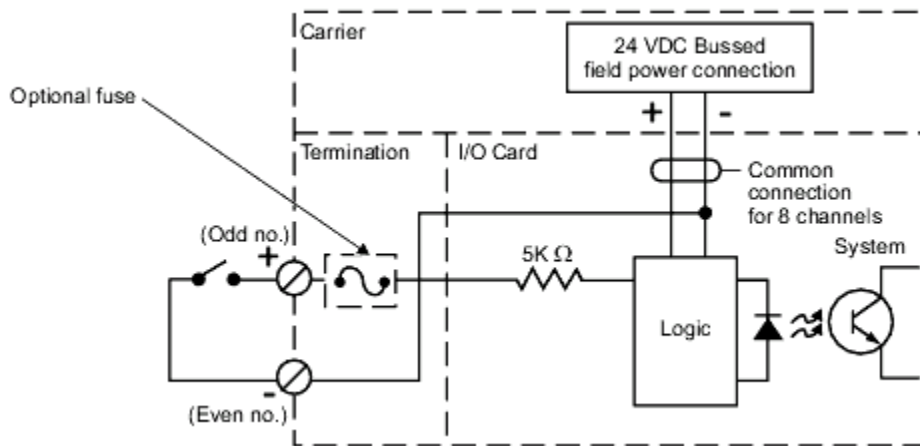 Carrier
24 VDC Bussed
field power connection
Optional fuse
+
-
Termination
I/O Card
Common
connection
for 8 channels
(Odd no.)
+
5K Ω
System
Logic
-
(Even no.)